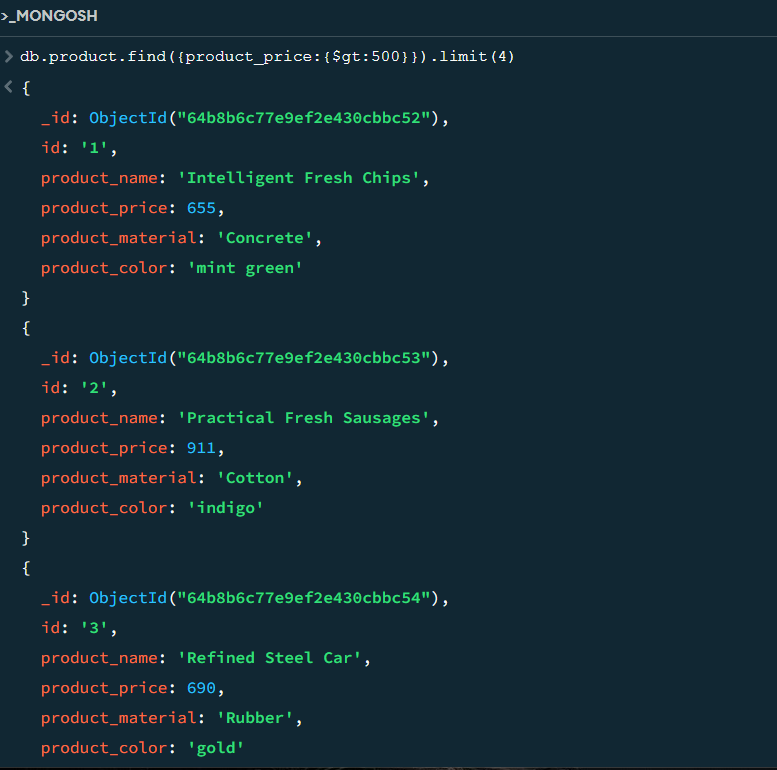 >_MONGOSH
> db.product.find({product_price:{$gt:500}}).limit(4)
< {
_id: ObjectId("64b8b6c77e9ef2e430cbbc52"),
id: '1',
product_name: 'Intelligent Fresh Chips',
product_price: 655,
product_material: 'Concrete',
product_color: 'mint green'
}
{
_id: ObjectId("64b8b6c77e9ef2e430cbbc53"),
id: '2',
product_name: 'Practical Fresh Sausages',
product_price: 911,
product_material: 'Cotton',
product_color: 'indigo'
}
{
_id: ObjectId("64b8b6c77e9ef2e430cbbc54"),
id: '3',
product_name: 'Refined Steel Car',
product_price: 690,
product_material: 'Rubber',
product_color: 'gold'